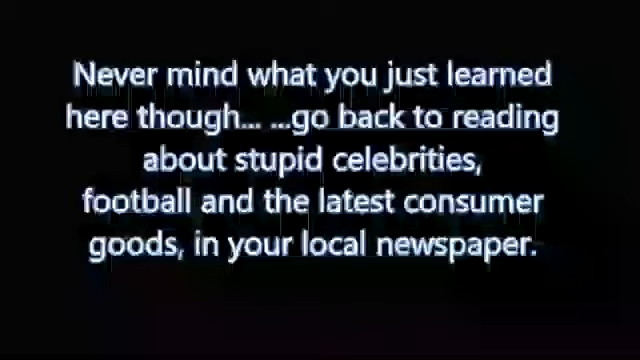 Never mind what you just learned
here though... ...go back to reading
about stupid celebrities,
football and the latest consumer
goods, in your local newspaper.